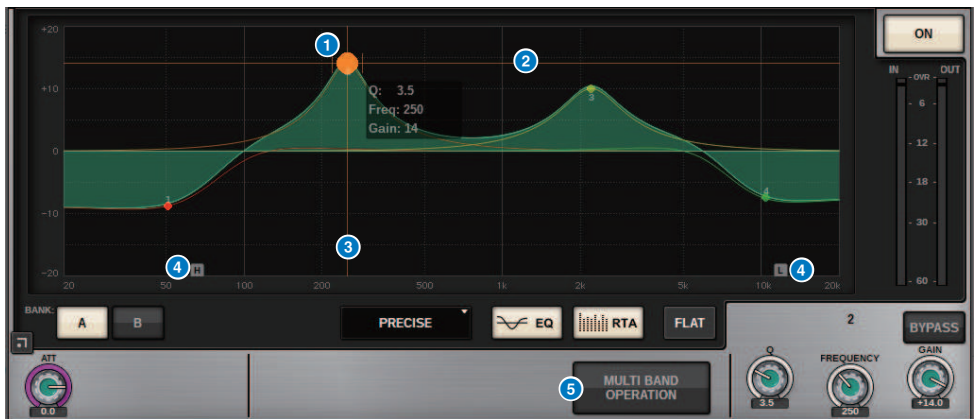 +20
1
2
ON
IN
OVR
OUT
+10
Q: 3.5
Freq: 250
Gain: 14
3
6
12
0
18
1
4
-10
30
3
4
H
L
4
-20
60
20
50
100
200
500
1k
2k
5k
10k
20k
BANK:
A
B
PRECISE
EQ
RTA
FLAT
2
BYPASS
ATT
0.0
5
MULTI BAND
OPERATION
Q
3.5
FREQUENCY
250
GAIN
+14.0